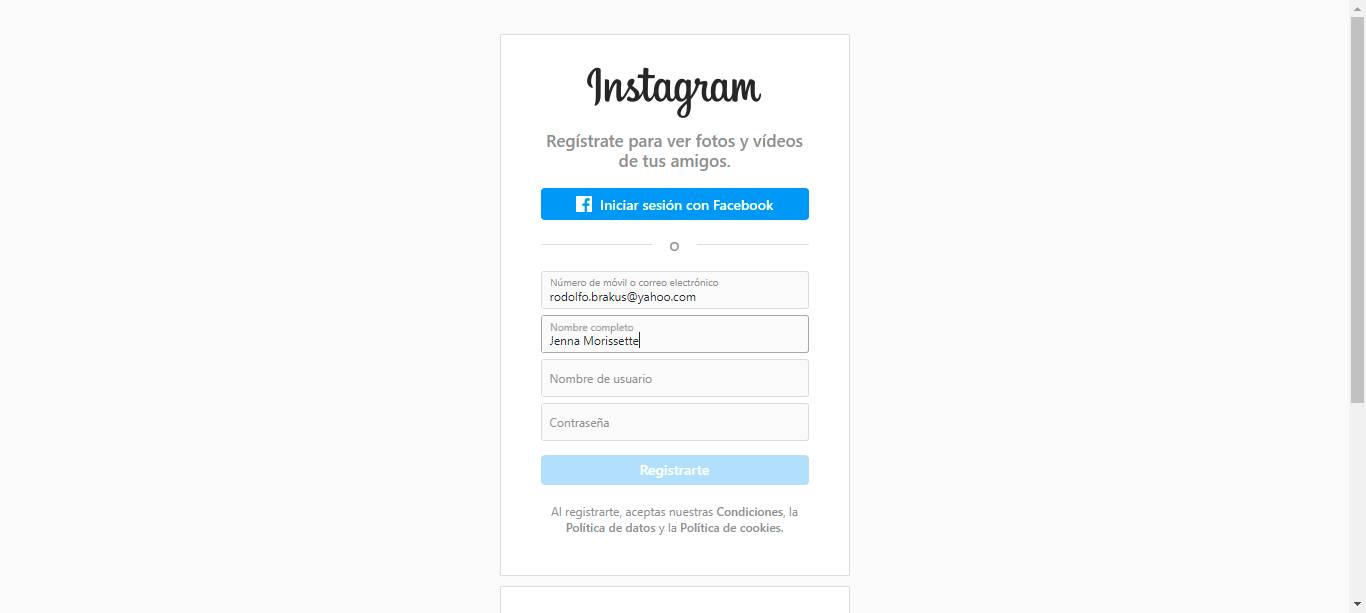 Instagram
Regístrate para ver fotos y vídeos
de tus amigos.
Iniciar sesión con Facebook
O
Número de móvil o correo electrónico
rodolfo.brakus@yahoo.com
Nombre completo
Jenna Morissette
Nombre de usuario
Contraseña
Registrarte
Al registrarte, aceptas nuestras Condiciones, la
Política de datos y la Política de cookies.